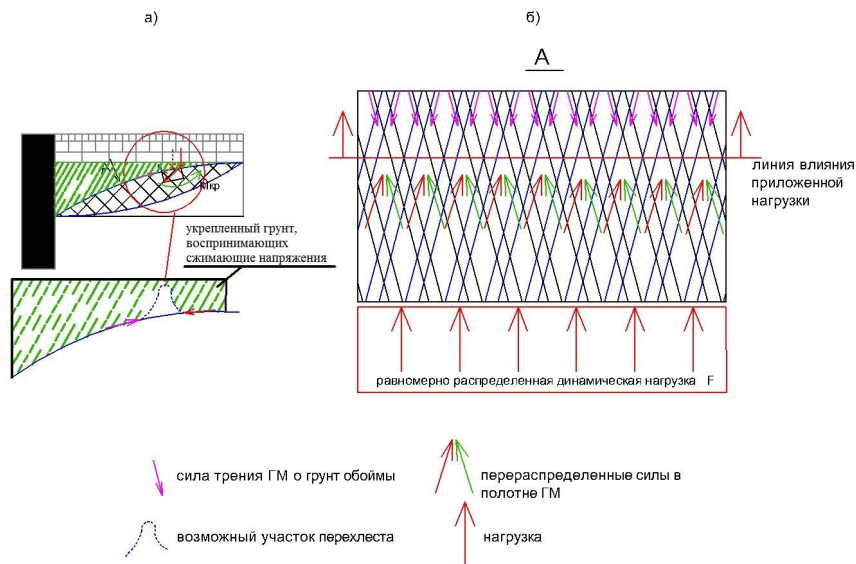 а)
б)
А
А
Мкр
линия влияния
приложенной
нагрузки
укрепленный грунт,
воспринимающих
сжимающие напряжения
равномерно распределенная динамическая нагрузка F
сила трения ГМ о грунт обоймы
перераспределенные силы в
полотне ГМ
возможный участок перехлеста
нагрузка